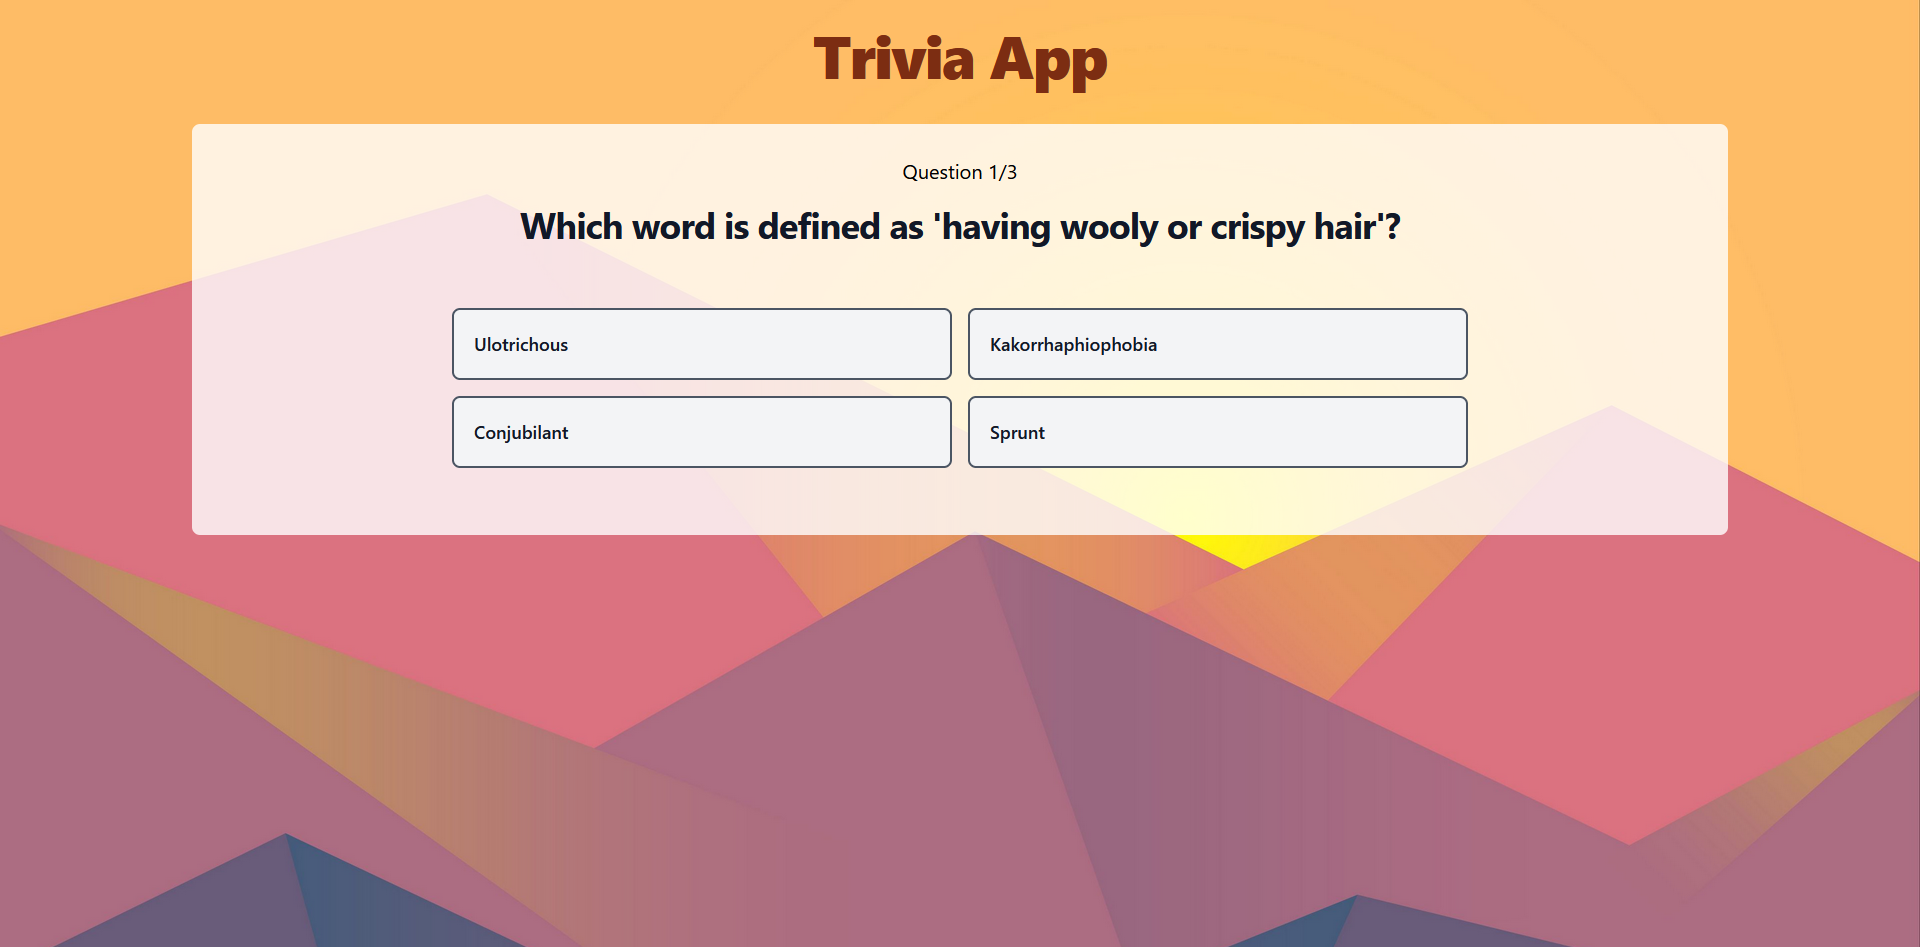 Trivia App
Question 1/3
Which word is defined as 'having wooly or crispy hair'?
Ulotrichous
Kakorrhaphiophobia
Conjubilant
Sprunt